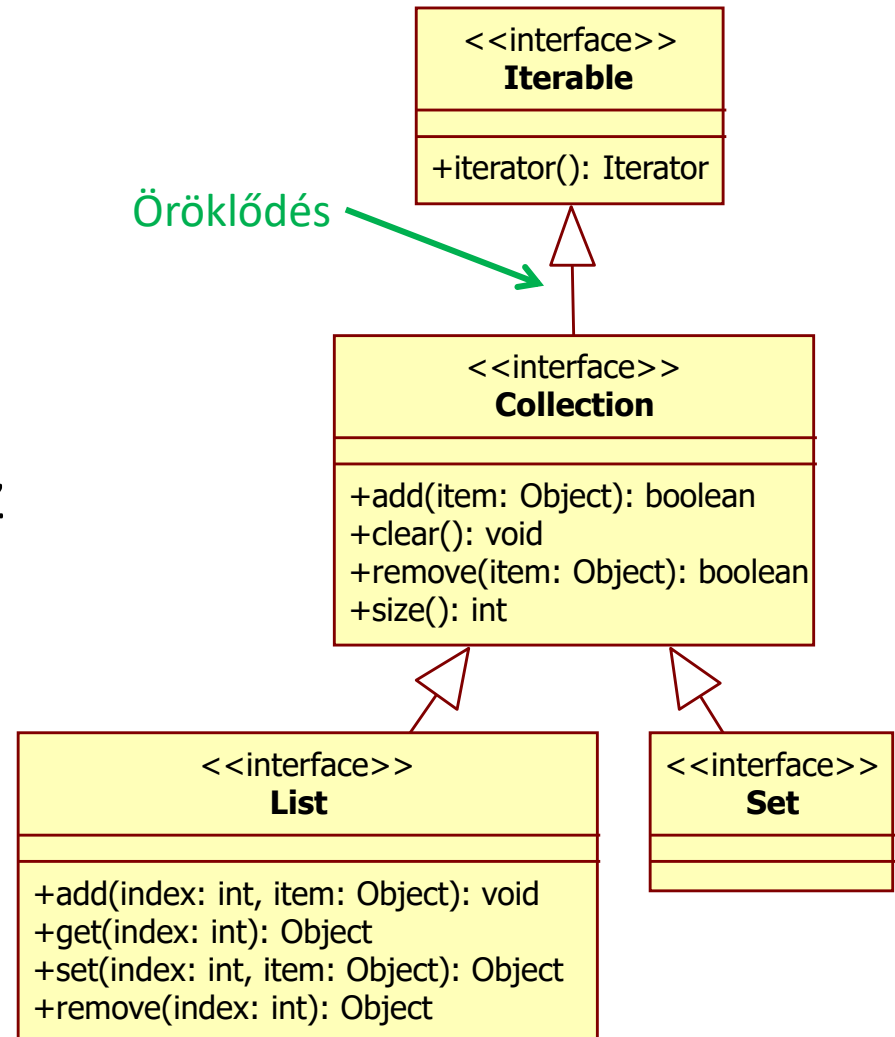 <<interface>>
Iterable
+iterator(): Iterator
Öröklődés
<<interface>>
Collection
+add(item: Object): boolean
+clear(): void
+remove(item: Object): boolean
+size(): int
<<interface>>
List
+add(index: int, item: Object): void
+get(index: int): Object
+set(index: int, item: Object): Object
+remove(index: int): Object
<<interface>>
Set